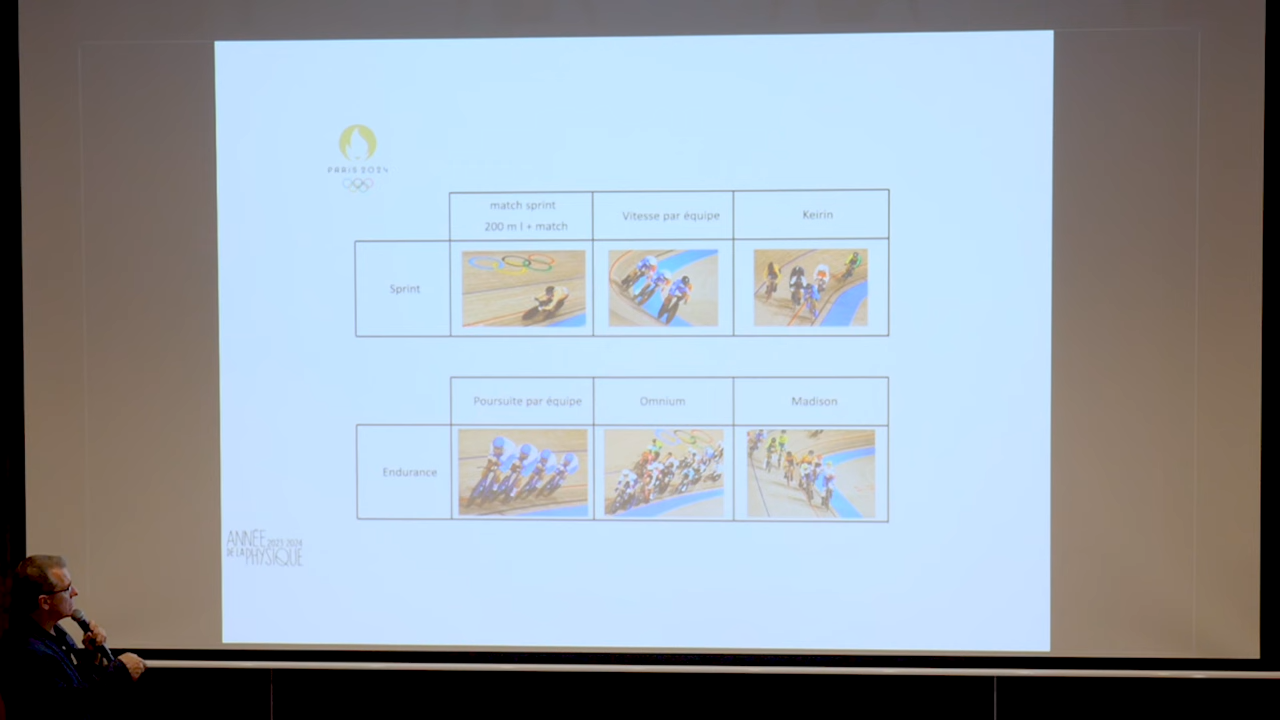 PARIS 2024
match sprint
200 m l + match
Vitesse par équipe
Keirin
Sprint
Poursuite par équipe
Omnium
Madison
Endurance
ANNÉE 2023-2024
DE LA PHYSIQUE